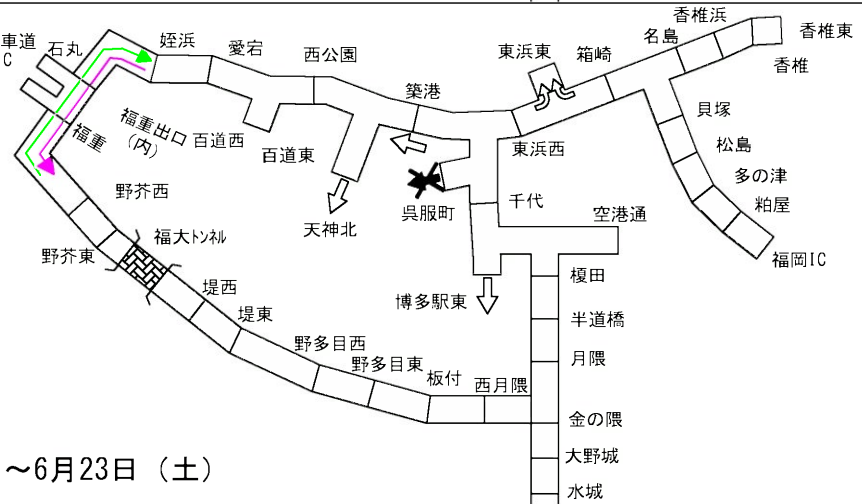 香椎浜
香椎東
名島
香椎
車道
C
石丸
姪浜
愛宕
西公園
東浜東
箱崎
築港
貝塚
福重
福重出口
(内)
百道西
百道東
東浜西
松島
多の津
野芥西
呉服町
千代
粕屋
空港通
天神北
福大トンネル
野芥東
福岡IC
榎田
堤西
博多駅東
堤東
半道橋
野多目西
月隈
野多目東
板付
西月隈
金の隈
大野城
~6月23日 (土)
水城